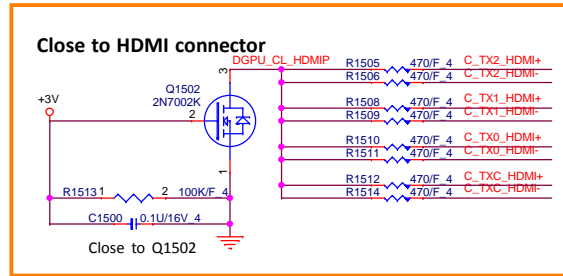 Close to HDMI connector
DGPU_CL_HDMIP
R1505 470/F_4 C_TX2_HDMI+
R1506 470/F_4 C_TX2_HDMI-
Q1502
2N7002K
+3V
3
2
1
R1508 470/F_4 C_TX1_HDMI+
R1509 470/F_4 C_TX1_HDMI-
R1510 470/F_4 C_TX0_HDMI+
R1511 470/F_4 C_TX0_HDMI-
R1512 470/F_4 C_TXC_HDMI+
R1514 470/F_4 C_TXC_HDMI-
R1513 1 2 100K/F_4
C1500 0.1U/16V_4
Close to Q1502